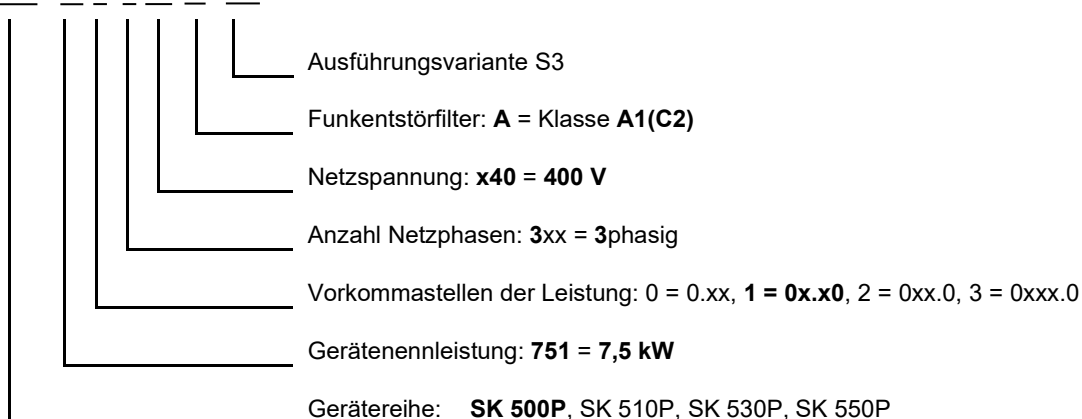 Ausführungsvariante S3
Funkentstörfilter: A = Klasse A1(C2)
Netzspannung: x40 = 400 V
Anzahl Netzphasen: 3xx = 3phasig
Vorkommastellen der Leistung: 0 = 0.xx, 1 = 0x.x0, 2 = 0xx.0, 3 = 0xxx.0
Gerätenennleistung: 751 = 7,5 kW
Gerätereihe: SK 500P, SK 510P, SK 530P, SK 550P